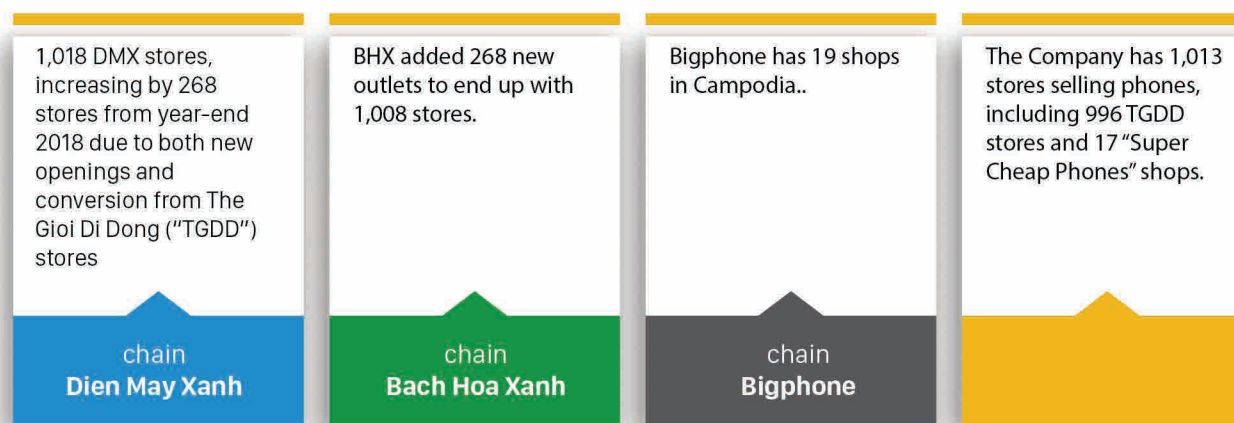 1,018 DMX stores,
increasing by 268
stores from year-end
2018 due to both new
openings and
conversion from The
Gioi Di Dong (“TGDD”)
stores
chain
Dien May Xanh
BHX added 268 new
outlets to end up with
1,008 stores.
chain
Bach Hoa Xanh
Bigphone has 19 shops
in Campodia..
chain
Bigphone
The Company has 1,013
stores selling phones,
including 996 TGDD
stores and 17 “Super
Cheap Phones” shops.